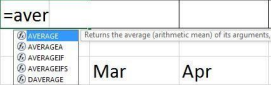 =aver
AVERAGE Returns the average (arithmetic mean) of its arguments,
AVERAGEA
AVERAGEIF
AVERAGEIFS
DAVERAGE
Mar Apr